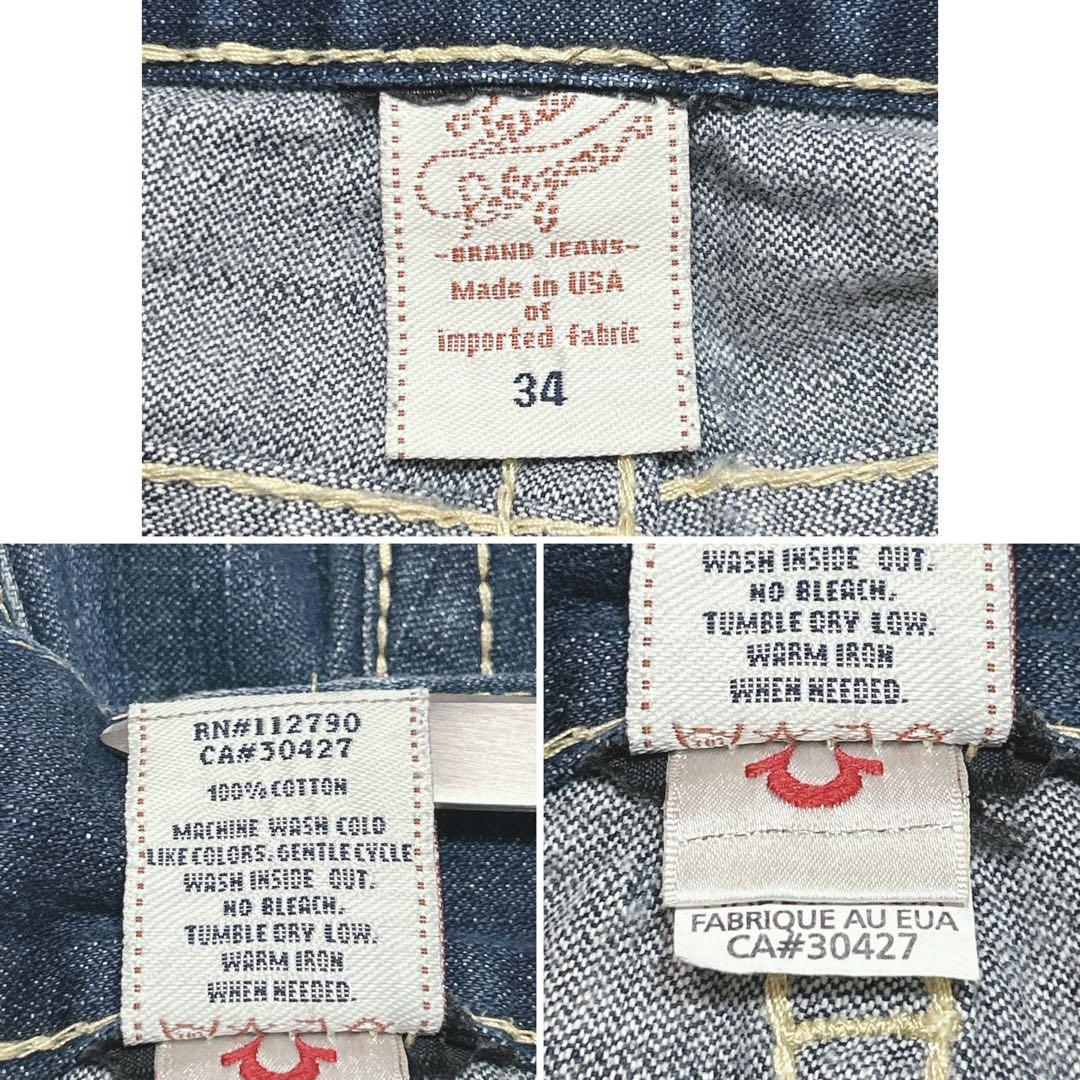 Religion
-BRAND JEANS-
Made in USA
of
imported fabric
34
RN#112790
CA#30427
100% COTTON
MACHINE WASH COLD
LIKE COLORS. GENTLE CYCLE
WASH INSIDE OUT.
NO BLEACH.
TUMBLE DRY LOW.
WARM IRON
WHEN NEEDED.
WASH INSIDE OUT.
NO BLEACH.
TUMBLE DRY LOW.
WARM IRON
WHEN NEEDED.
FABRIQUE AU EUA
CA#30427